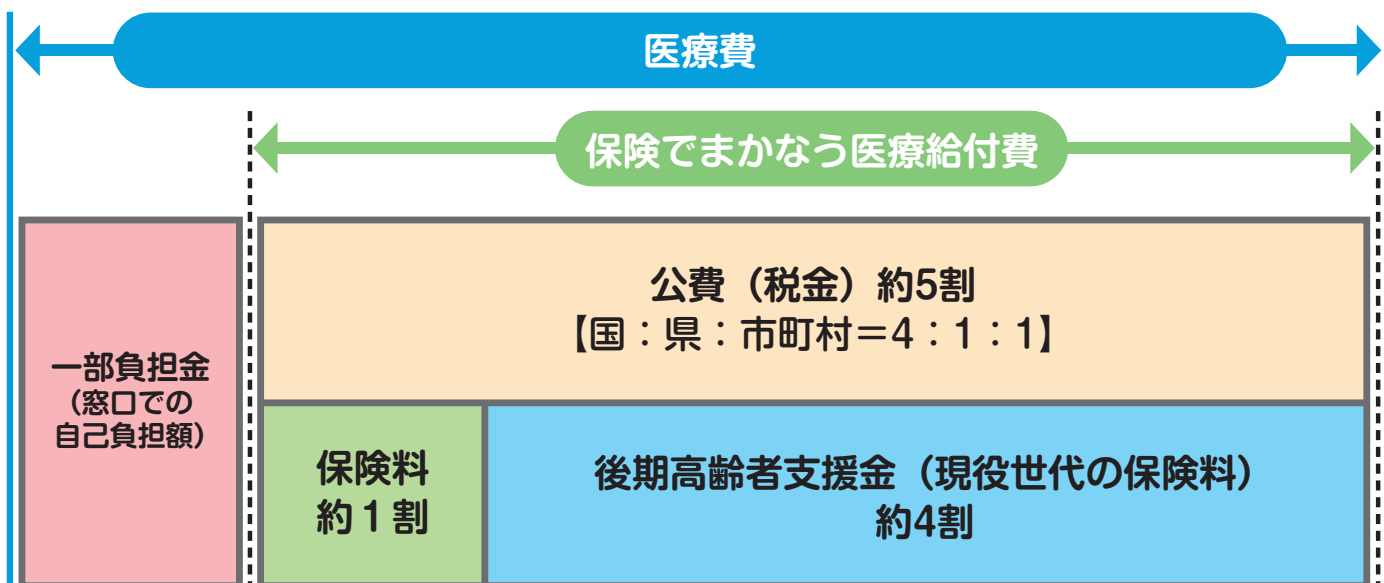 医療費
保険でまかなう医療給付費
公費（税金）約5割
【国：県：市町村＝4：1：1】
一部負担金
（窓口での
自己負担額）
保険料
約１割
後期高齢者支援金（現役世代の保険料）
約4割